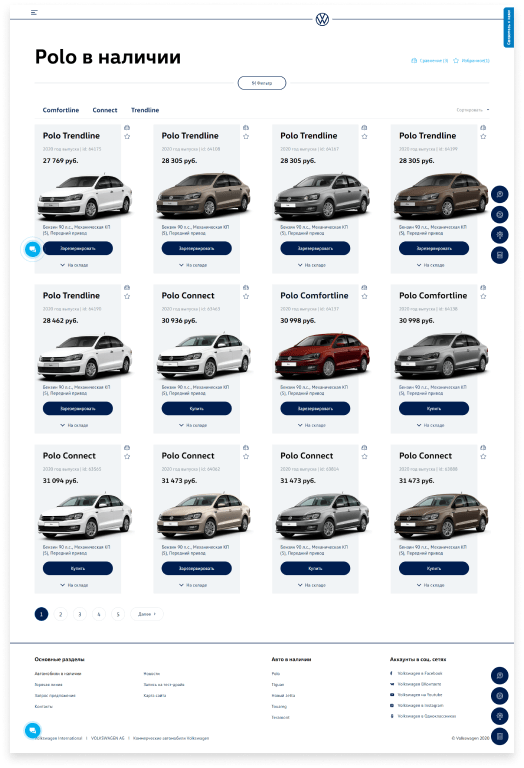 Свяжитесь с нами
Polo в наличии
Сравнение (3) Избранное(1)
Фильтр
Comfortline Connect Trendline
Сортировать
Polo Trendline
2020 год выпуска | Id: 64175
27 769 руб.
Бензин 90 л.с., Механическая КП
(5), Передний привод
Зарезервировать
На складе
Polo Trendline
2020 год выпуска | Id: 64108
28 305 руб.
Бензин 90 л.с., Механическая КП
(5), Передний привод
Зарезервировать
На складе
Polo Trendline
2020 год выпуска | Id: 64167
28 305 руб.
Бензин 90 л.с., Механическая КП
(5), Передний привод
Зарезервировать
На складе
Polo Trendline
2020 год выпуска | Id: 64199
28 305 руб.
Бензин 90 л.с., Механическая КП
(5), Передний привод
Зарезервировать
На складе
Polo Trendline
2020 год выпуска | Id: 64190
28 462 руб.
Бензин 90 л.с., Механическая КП
(5), Передний привод
Зарезервировать
На складе
Polo Connect
2020 год выпуска | Id: 63463
30 936 руб.
Бензин 90 л.с., Механическая КП
(5), Передний привод
Купить
На складе
Polo Comfortline
2020 год выпуска | Id: 64137
30 998 руб.
Бензин 90 л.с., Механическая КП
(5), Передний привод
Зарезервировать
На складе
Polo Comfortline
2020 год выпуска | Id: 64138
30 998 руб.
Бензин 90 л.с., Механическая КП
(5), Передний привод
Купить
На складе
Polo Connect
2020 год выпуска | Id: 63565
31 094 руб.
Бензин 90 л.с., Механическая КП
(5), Передний привод
Купить
На складе
Polo Connect
2020 год выпуска | Id:
31 473 руб.
Бензин 90 л.с., Механическая КП
(5), Передний привод
Зарезервировать
На складе
Polo Connect
2020 год выпуска | Id:
31 473 руб.
Бензин 90 л.с., Механическая КП
(5), Передний привод
Купить
На складе
Polo Connect
2020 год выпуска | Id:
31 473 руб.
Бензин 90 л.с., Механическая КП
(5), Передний привод
Купить
На складе
1 2 3 4 5 Далее
Основные разделы
Автомобили в наличии
Горячая линия
Запрос предложения
Контакты
Новости
Запись на тест-драйв
Карта сайта
Авто в наличии
Polo
Tiguan
Новый Jetta
Touareg
Teramont
Аккаунты в соц. сетях
Volkswagen в Facebook
Volkswagen ВКонтакте
Volkswagen на Youtube
Volkswagen в Instagram
Volkswagen в Одноклассниках
Volkswagen International | VOLKSWAGEN AG | Коммерческие автомобили Volkswagen
© Volkswagen 2020